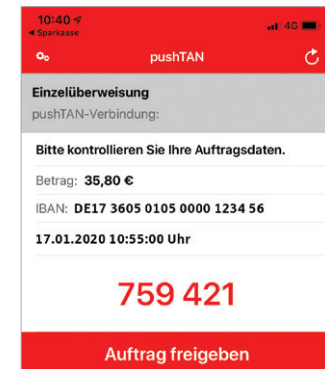 10:40
Sparkasse
4G
pushTAN
Einzelüberweisung
pushTAN-Verbindung:
Bitte kontrollieren Sie Ihre Auftragsdaten.
Betrag: 35,80 €
IBAN: DE17 3605 0105 0000 1234 56
17.01.2020 10:55:00 Uhr
759 421
Auftrag freigeben